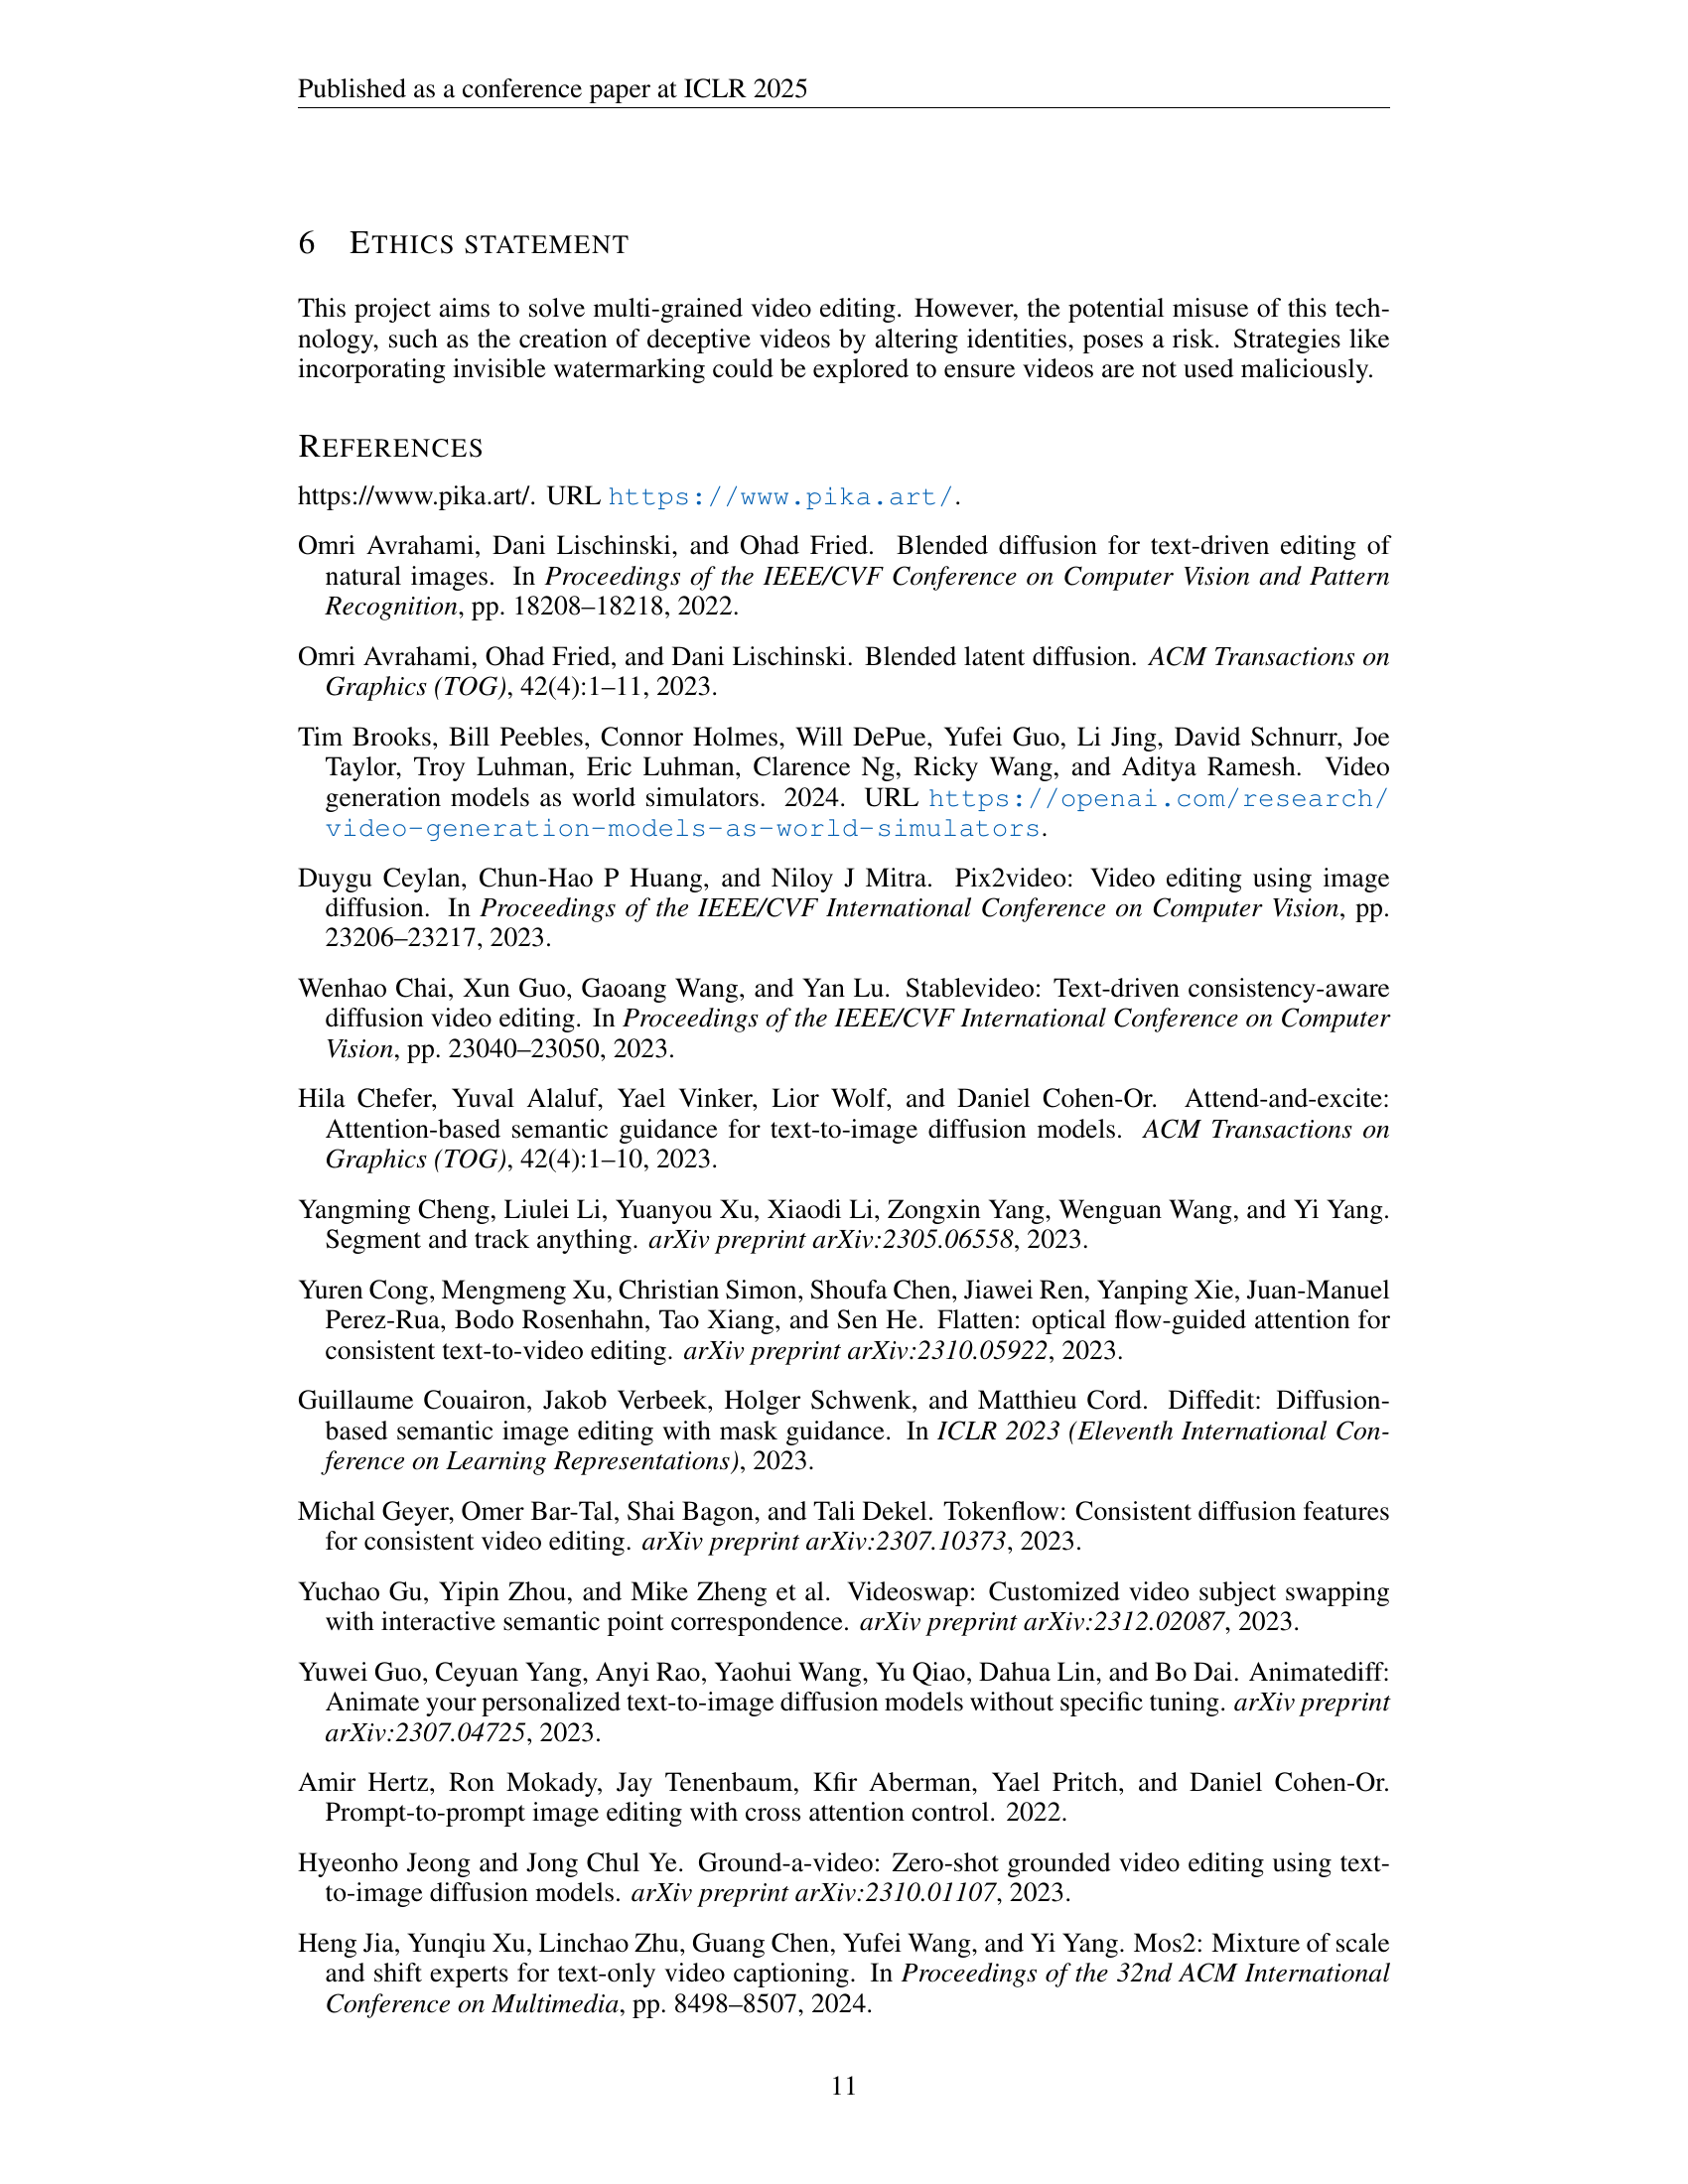 Published as a conference paper at ICLR 2025
6 ETHICS STATEMENT
This project aims to solve multi-grained video editing. However, the potential misuse of this tech-
nology, such as the creation of deceptive videos by altering identities, poses a risk. Strategies like
incorporating invisible watermarking could be explored to ensure videos are not used maliciously.
REFERENCES
https://www.pika.art/. URL https://www.pika.art/.
Omri Avrahami, Dani Lischinski, and Ohad Fried. Blended diffusion for text-driven editing of
natural images. In Proceedings of the IEEE/CVF Conference on Computer Vision and Pattern
Recognition, pp. 18208–18218, 2022.
Omri Avrahami, Ohad Fried, and Dani Lischinski. Blended latent diffusion. ACM Transactions on
Graphics (TOG), 42(4):1–11, 2023.
Tim Brooks, Bill Peebles, Connor Holmes, Will DePue, Yufei Guo, Li Jing, David Schnurr, Joe
Taylor, Troy Luhman, Eric Luhman, Clarence Ng, Ricky Wang, and Aditya Ramesh. Video
generation models as world simulators. 2024. URL https://openai.com/research/
video-generation-models-as-world-simulators.
Duygu Ceylan, Chun-Hao P Huang, and Niloy J Mitra. Pix2video: Video editing using image
diffusion. In Proceedings of the IEEE/CVF International Conference on Computer Vision, pp.
23206–23217, 2023.
Wenhao Chai, Xun Guo, Gaoang Wang, and Yan Lu. Stablevideo: Text-driven consistency-aware
diffusion video editing. In Proceedings of the IEEE/CVF International Conference on Computer
Vision, pp. 23040–23050, 2023.
Hila Chefer, Yuval Alaluf, Yael Vinker, Lior Wolf, and Daniel Cohen-Or. Attend-and-excite:
Attention-based semantic guidance for text-to-image diffusion models. ACM Transactions on
Graphics (TOG), 42(4):1–10, 2023.
Yangming Cheng, Liulei Li, Yuanyou Xu, Xiaodi Li, Zongxin Yang, Wenguan Wang, and Yi Yang.
Segment and track anything. arXiv preprint arXiv:2305.06558, 2023.
Yuren Cong, Mengmeng Xu, Christian Simon, Shoufa Chen, Jiawei Ren, Yanping Xie, Juan-Manuel
Perez-Rua, Bodo Rosenhahn, Tao Xiang, and Sen He. Flatten: optical flow-guided attention for
consistent text-to-video editing. arXiv preprint arXiv:2310.05922, 2023.
Guillaume Couairon, Jakob Verbeek, Holger Schwenk, and Matthieu Cord. Diffedit: Diffusion-
based semantic image editing with mask guidance. In ICLR 2023 (Eleventh International Con-
ference on Learning Representations), 2023.
Michal Geyer, Omer Bar-Tal, Shai Bagon, and Tali Dekel. Tokenflow: Consistent diffusion features
for consistent video editing. arXiv preprint arXiv:2307.10373, 2023.
Yuchao Gu, Yipin Zhou, and Mike Zheng et al. Videoswap: Customized video subject swapping
with interactive semantic point correspondence. arXiv preprint arXiv:2312.02087, 2023.
Yuwei Guo, Ceyuan Yang, Anyi Rao, Yaohui Wang, Yu Qiao, Dahua Lin, and Bo Dai. Animatediff:
Animate your personalized text-to-image diffusion models without specific tuning. arXiv preprint
arXiv:2307.04725, 2023.
Amir Hertz, Ron Mokady, Jay Tenenbaum, Kfir Aberman, Yael Pritch, and Daniel Cohen-Or.
Prompt-to-prompt image editing with cross attention control. 2022.
Hyeonho Jeong and Jong Chul Ye. Ground-a-video: Zero-shot grounded video editing using text-
to-image diffusion models. arXiv preprint arXiv:2310.01107, 2023.
Heng Jia, Yunqiu Xu, Linchao Zhu, Guang Chen, Yufei Wang, and Yi Yang. Mos2: Mixture of scale
and shift experts for text-only video captioning. In Proceedings of the 32nd ACM International
Conference on Multimedia, pp. 8498–8507, 2024.
11